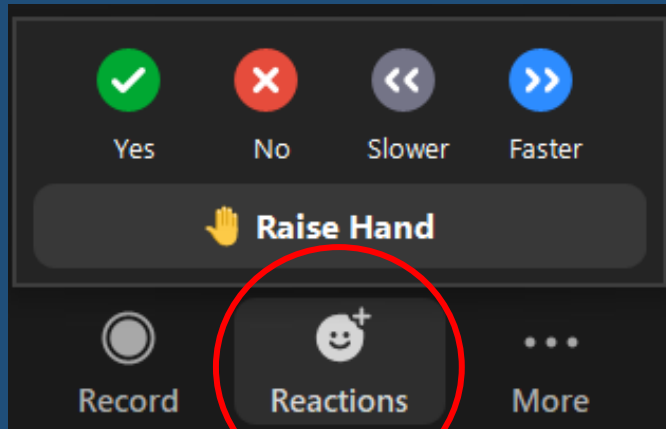 Yes No Slower Faster
Raise Hand
Record Reactions More